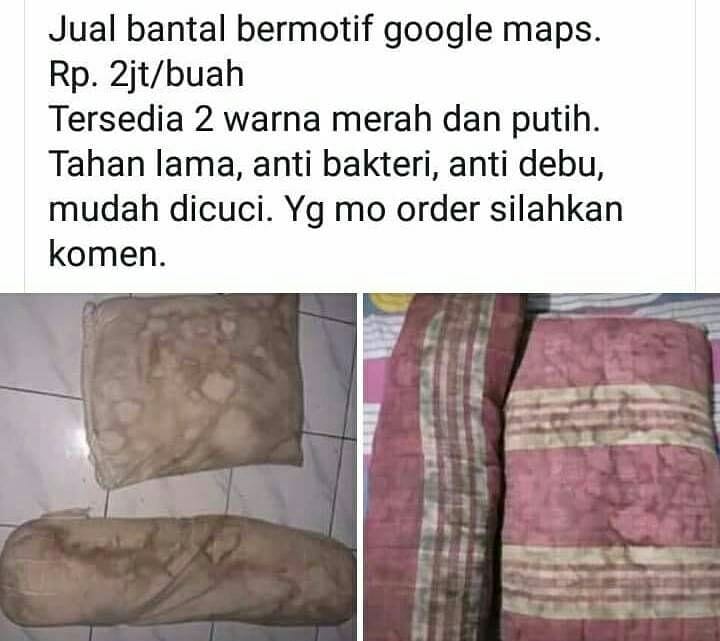 Jual bantal bermotif google maps.
Rp. 2jt/buah
Tersedia 2 warna merah dan putih.
Tahan lama, anti bakteri, anti debu,
mudah dicuci. Yg mo order silahkan
komen.